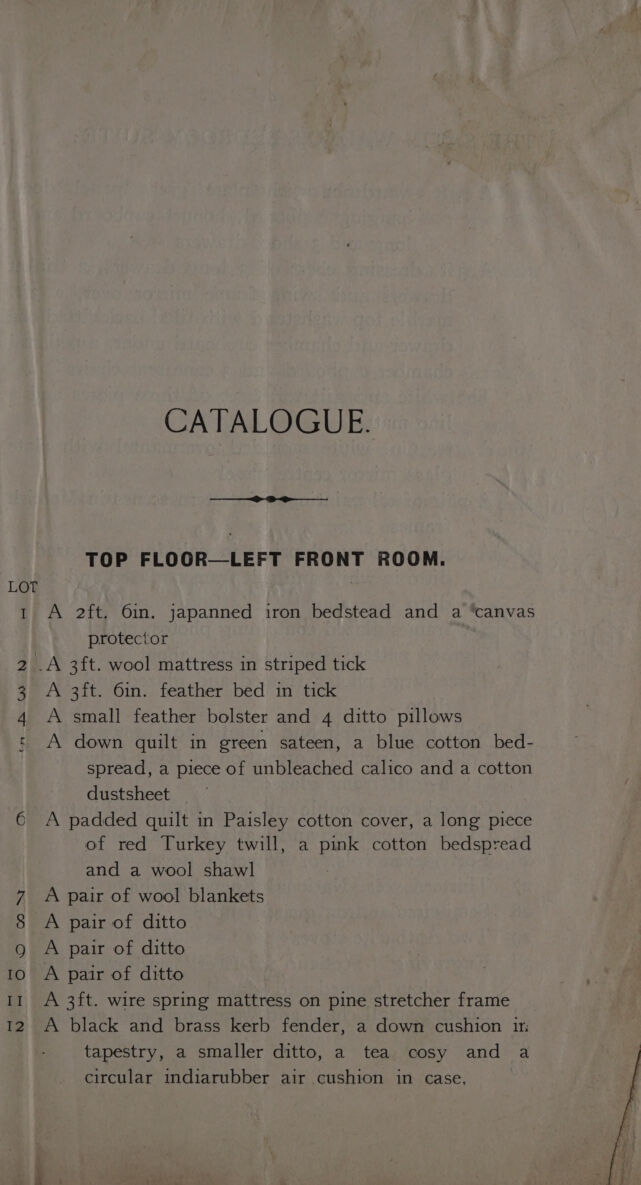 CATALOGUE.
TOP FLOOR—LEFT FRONT ROOM.
LOT
1 A 2ft. 6in. japanned iron bedstead and a canvas
protector
2 A 3ft. wool mattress in striped tick
3 A 3ft. 6in. feather bed in tick
4 A small feather bolster and 4 ditto pillows
5 A down quilt in green sateen, a blue cotton bed-
spread, a piece of unbleached calico and a cotton
dustsheet
6 A padded quilt in Paisley cotton cover, a long piece
of red Turkey twill, a pink cotton bedspread
and a wool shawl
7 A pair of wool blankets
8 A pair of ditto
9 A pair of ditto
10 A pair of ditto
11 A 3ft. wire spring mattress on pine stretcher frame
12 A black and brass kerb fender, a down cushion in
tapestry, a smaller ditto, a tea cosy and a
circular indiarubber air cushion in case.